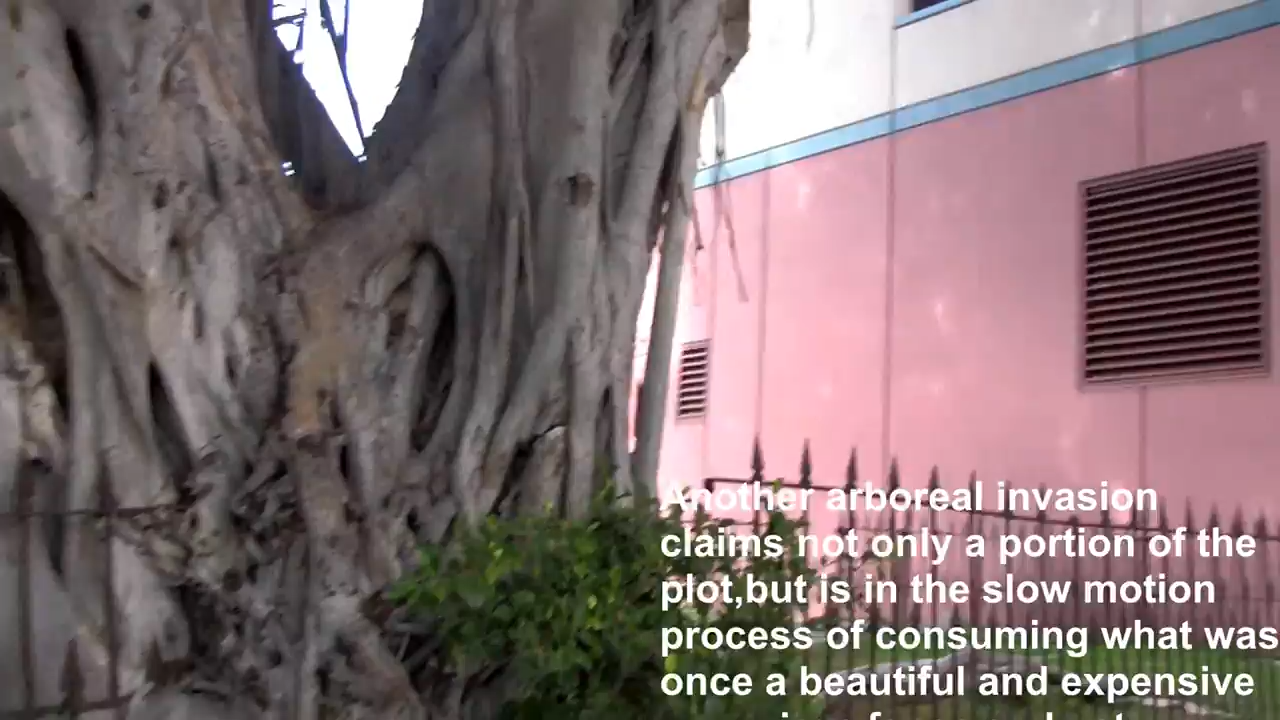 Another arboreal invasion
claims not only a portion of the
plot,but is in the slow motion
process of consuming what was
once a beautiful and expensive